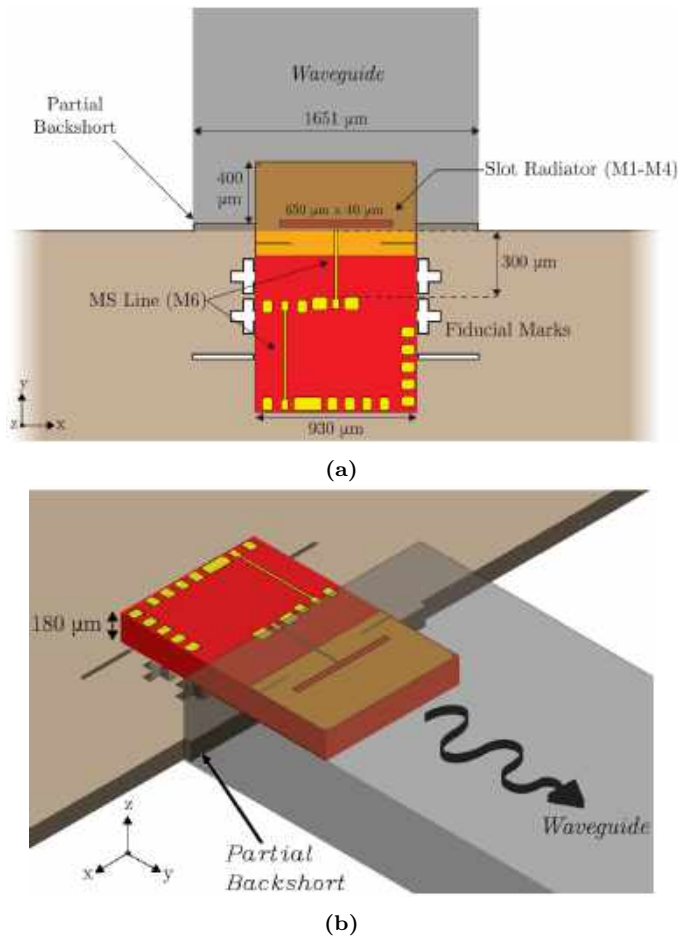 Waveguide
Partial
Backshort
1651 μm
400
μm
Slot Radiator (M1-M4)
650 μm x 40 μm
300 μm
MS Line (M6)
Fiducial Marks
y
z
x
930 μm
(a)
180 μm
z
x
y
Waveguide
Partial
Backshort
(b)